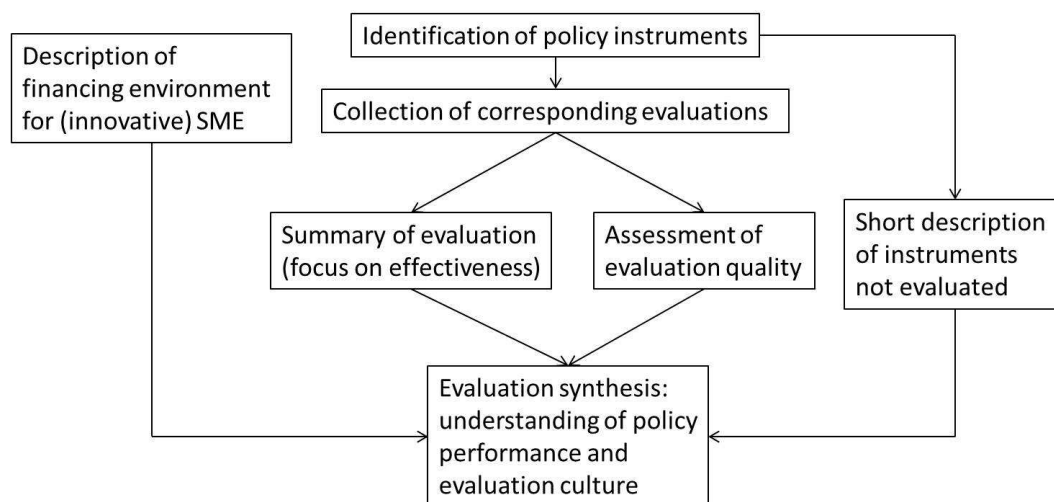 Description of
financing environment
for (innovative) SME
Identification of policy instruments
Collection of corresponding evaluations
Summary of evaluation
(focus on effectiveness)
Assessment of
evaluation quality
Short description
of instruments
not evaluated
Evaluation synthesis:
understanding of policy
performance and
evaluation culture